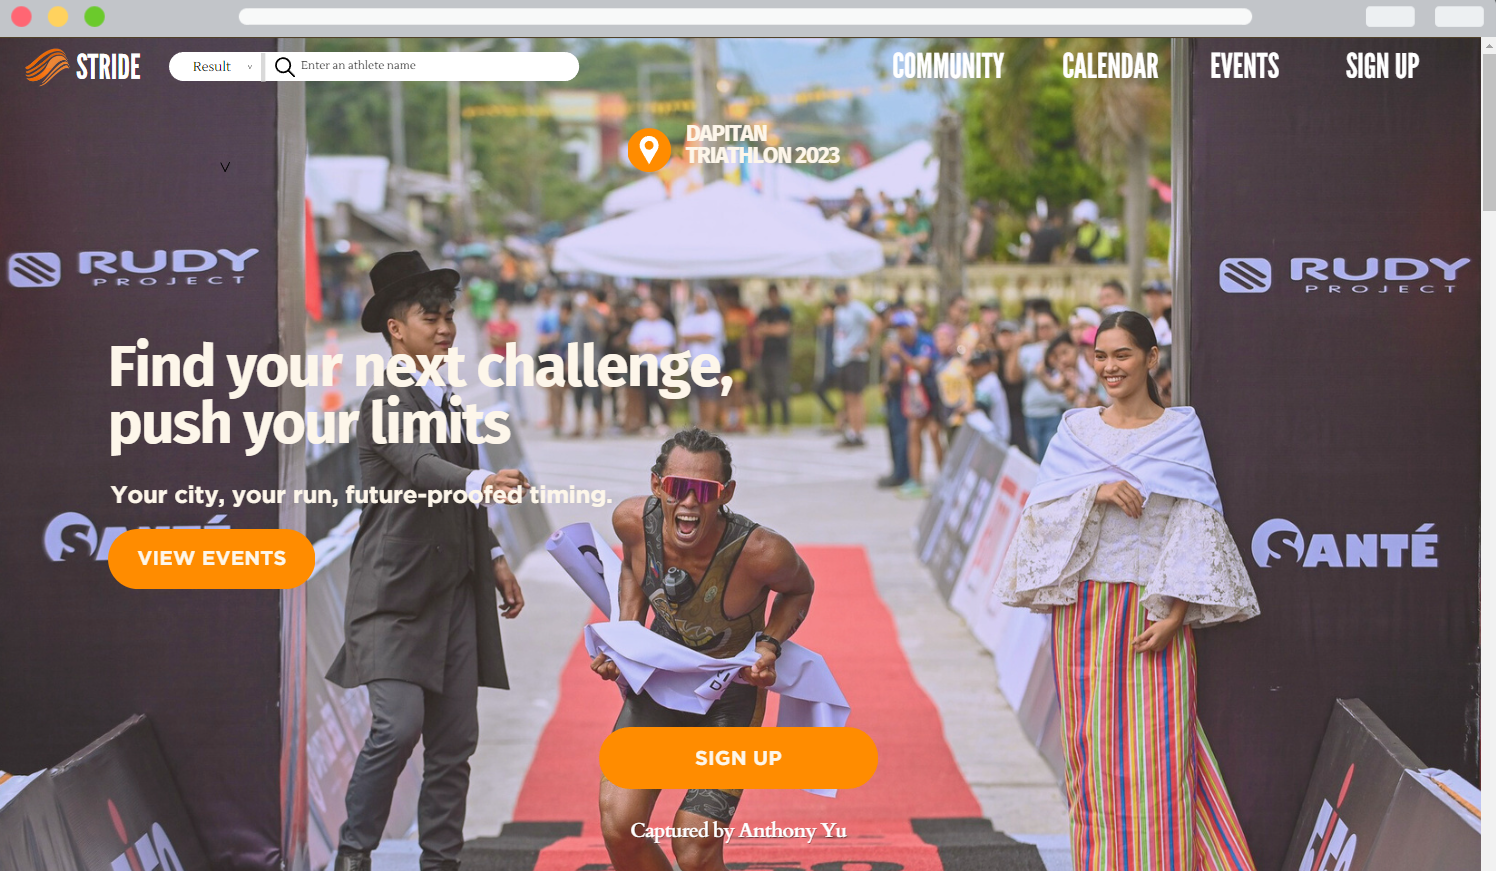 STRIDE
Result
v
Enter an athlete name
COMMUNITY
CALENDAR
EVENTS
SIGN UP
DAPITAN
TRIATHLON 2023
V
RUDY
PROJECT
RUDY
PROJECT
Find your next challenge,
push your limits
Your city, your run, future-proofed timing.
SANTÉ
SANTÉ
VIEW EVENTS
SIGN UP
Captured by Anthony Yu